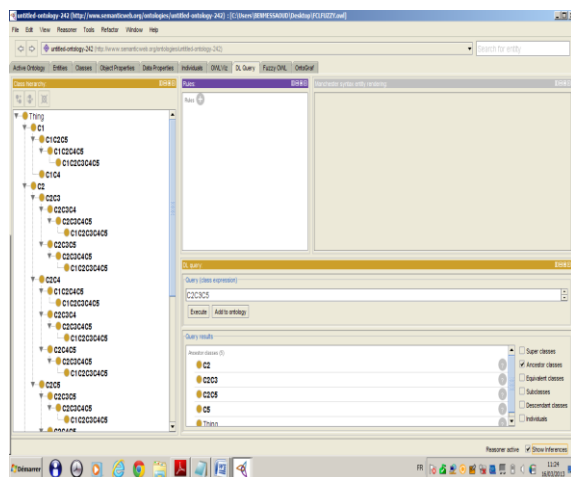 untitled-ontology-242 (http://www.semanticweb.org/ontologies/untitled-ontology-242) : [C:\Users\BENMESSAOUD\Desktop\FCLFUZZY.owl]
File Edit View Reasoner Tools Refactor Window Help
untitled-ontology-242 (http://www.semanticweb.org/ontologies/untitled-ontology-242)
Search for entity
Active Ontology Entities Classes Object Properties Data Properties Individuals OWLViz DL Query Fuzzy OWL OntoGraf
Class hierarchy
Rules
Manchester syntax entity rendering
Rules
Thing
C1
C1C2C5
C1C2C4C5
C1C2C3C4C5
C1C4
C2
C2C3
C2C3C4
C2C3C4C5
C1C2C3C4C5
C2C3C5
C2C3C4C5
C1C2C3C4C5
C2C4
C1C2C4C5
C1C2C3C4C5
C2C3C4
C2C3C4C5
C1C2C3C4C5
C2C4C5
C2C3C4C5
C1C2C3C4C5
C2C5
C2C3C5
C2C3C4C5
C1C2C3C4C5
C2C4C5
DL query
Query (class expression)
C2C3C5
Execute Add to ontology
Query results
Ancestor classes (5)
C2
C2C3
C2C5
C5
Thing
Super classes
Ancestor classes
Equivalent classes
Subclasses
Descendant classes
Individuals
Reasoner active Show Inferences
Démarrer
FR
11:24
16/03/2013